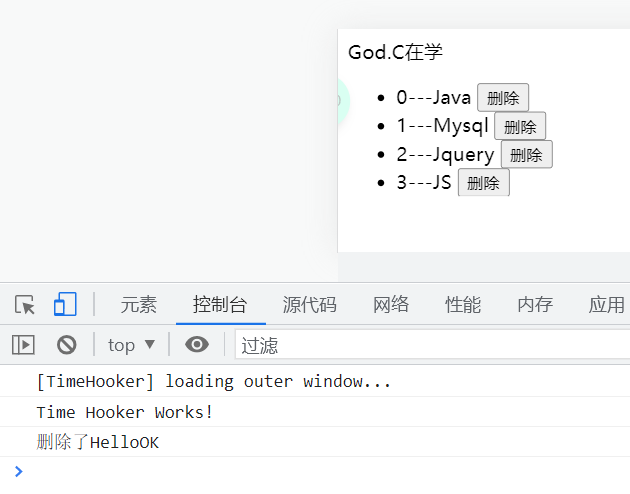 God.C在学
0---Java 删除
1---Mysql 删除
2---Jquery 删除
3---JS 删除
元素 控制台 源代码 网络 性能 内存 应用
top 过滤
[TimeHooker] loading outer window...
Time Hooker Works!
删除了HelloOK